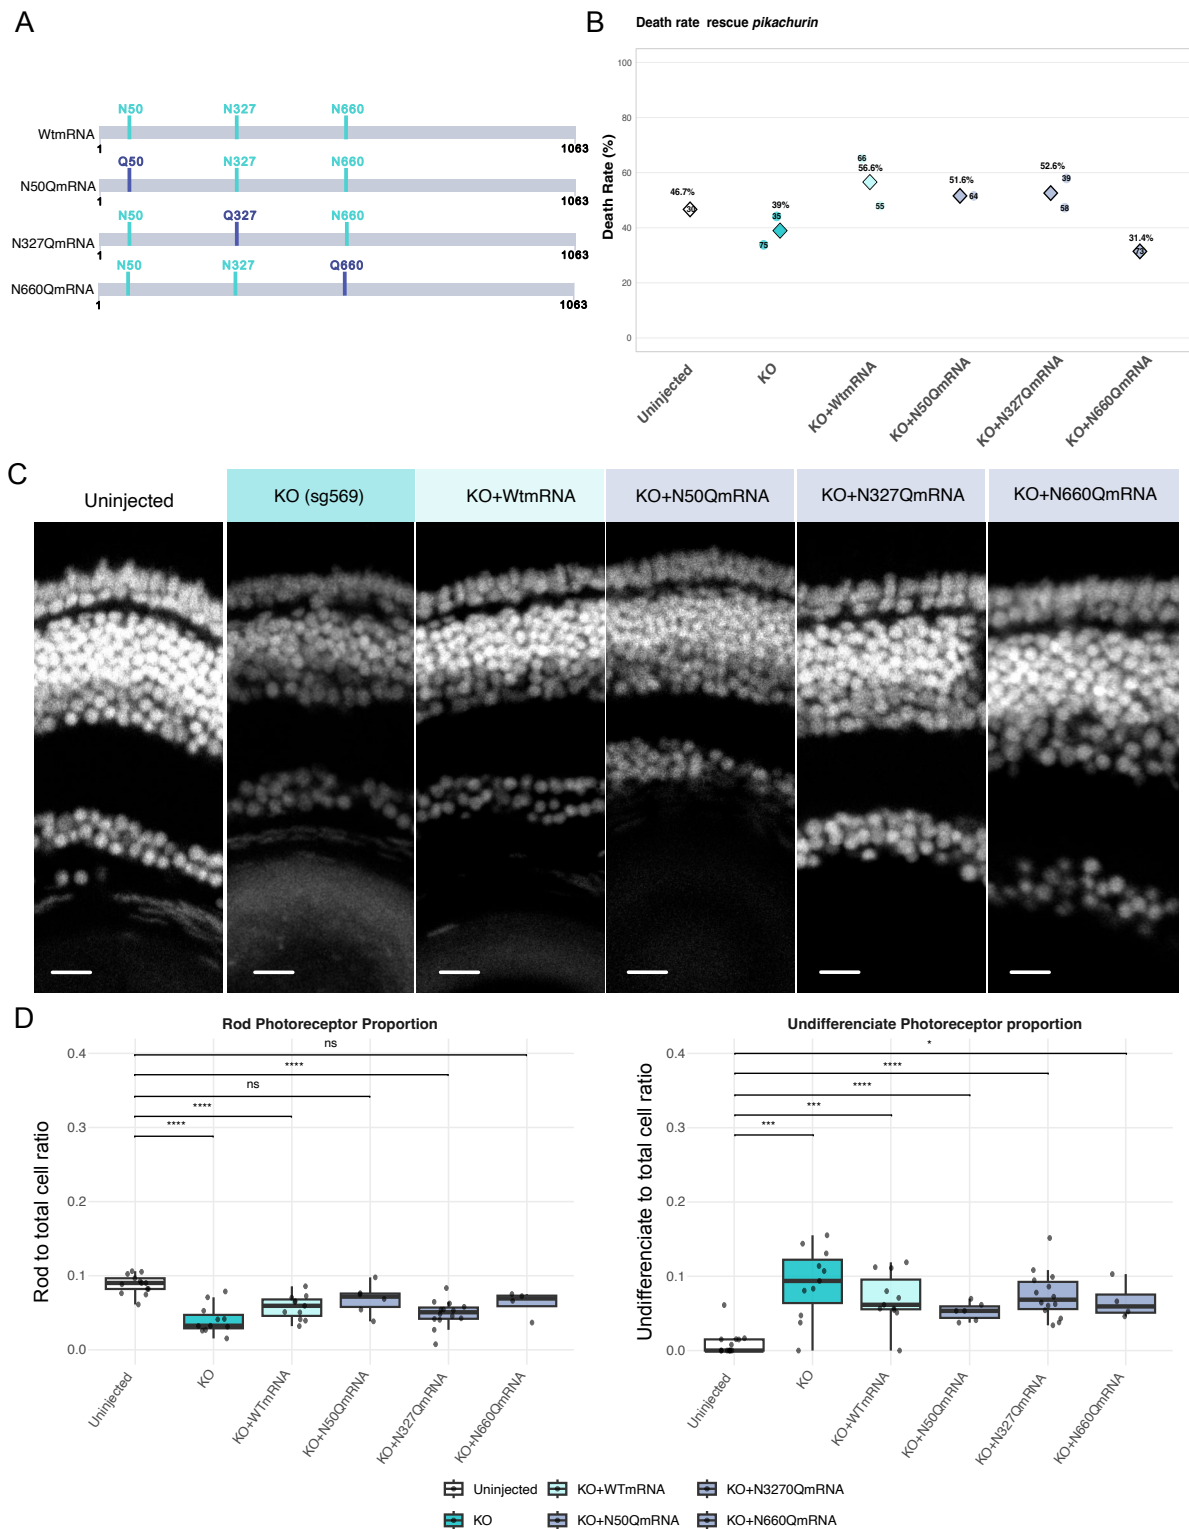 A
N50 N327 N660
WtmRNA
1 1063
Q50 N327 N660
N50QmRNA
1 1063
N50 Q327 N660
N327QmRNA
1 1063
N50 N327 Q660
N660QmRNA
1 1063
B
Death rate rescue pikachurin
Death Rate (%)
100
80
60
40
20
0
46.7%
30
39%
35
75
66
56.6%
55
51.6%
64
52.6%
39
58
31.4%
73
Uninjected
KO
KO+WtmRNA
KO+N50QmRNA
KO+N327QmRNA
KO+N660QmRNA
C
Uninjected
KO (sg569)
KO+WtmRNA
KO+N50QmRNA
KO+N327QmRNA
KO+N660QmRNA
D
Rod Photoreceptor Proportion
Rod to total cell ratio
0.4
0.3
0.2
0.1
0.0
ns
****
ns
****
****
Uninjected
KO
KO+WTmRNA
KO+N50QmRNA
KO+N327QmRNA
KO+N660QmRNA
Undifferenciate Photoreceptor proportion
Undifferenciate to total cell ratio
0.4
0.3
0.2
0.1
0.0
*
****
****
***
***
Uninjected
KO
KO+WTmRNA
KO+N50QmRNA
KO+N327QmRNA
KO+N660QmRNA
Uninjected KO+WTmRNA KO+N3270QmRNA
KO KO+N50QmRNA KO+N660QmRNA